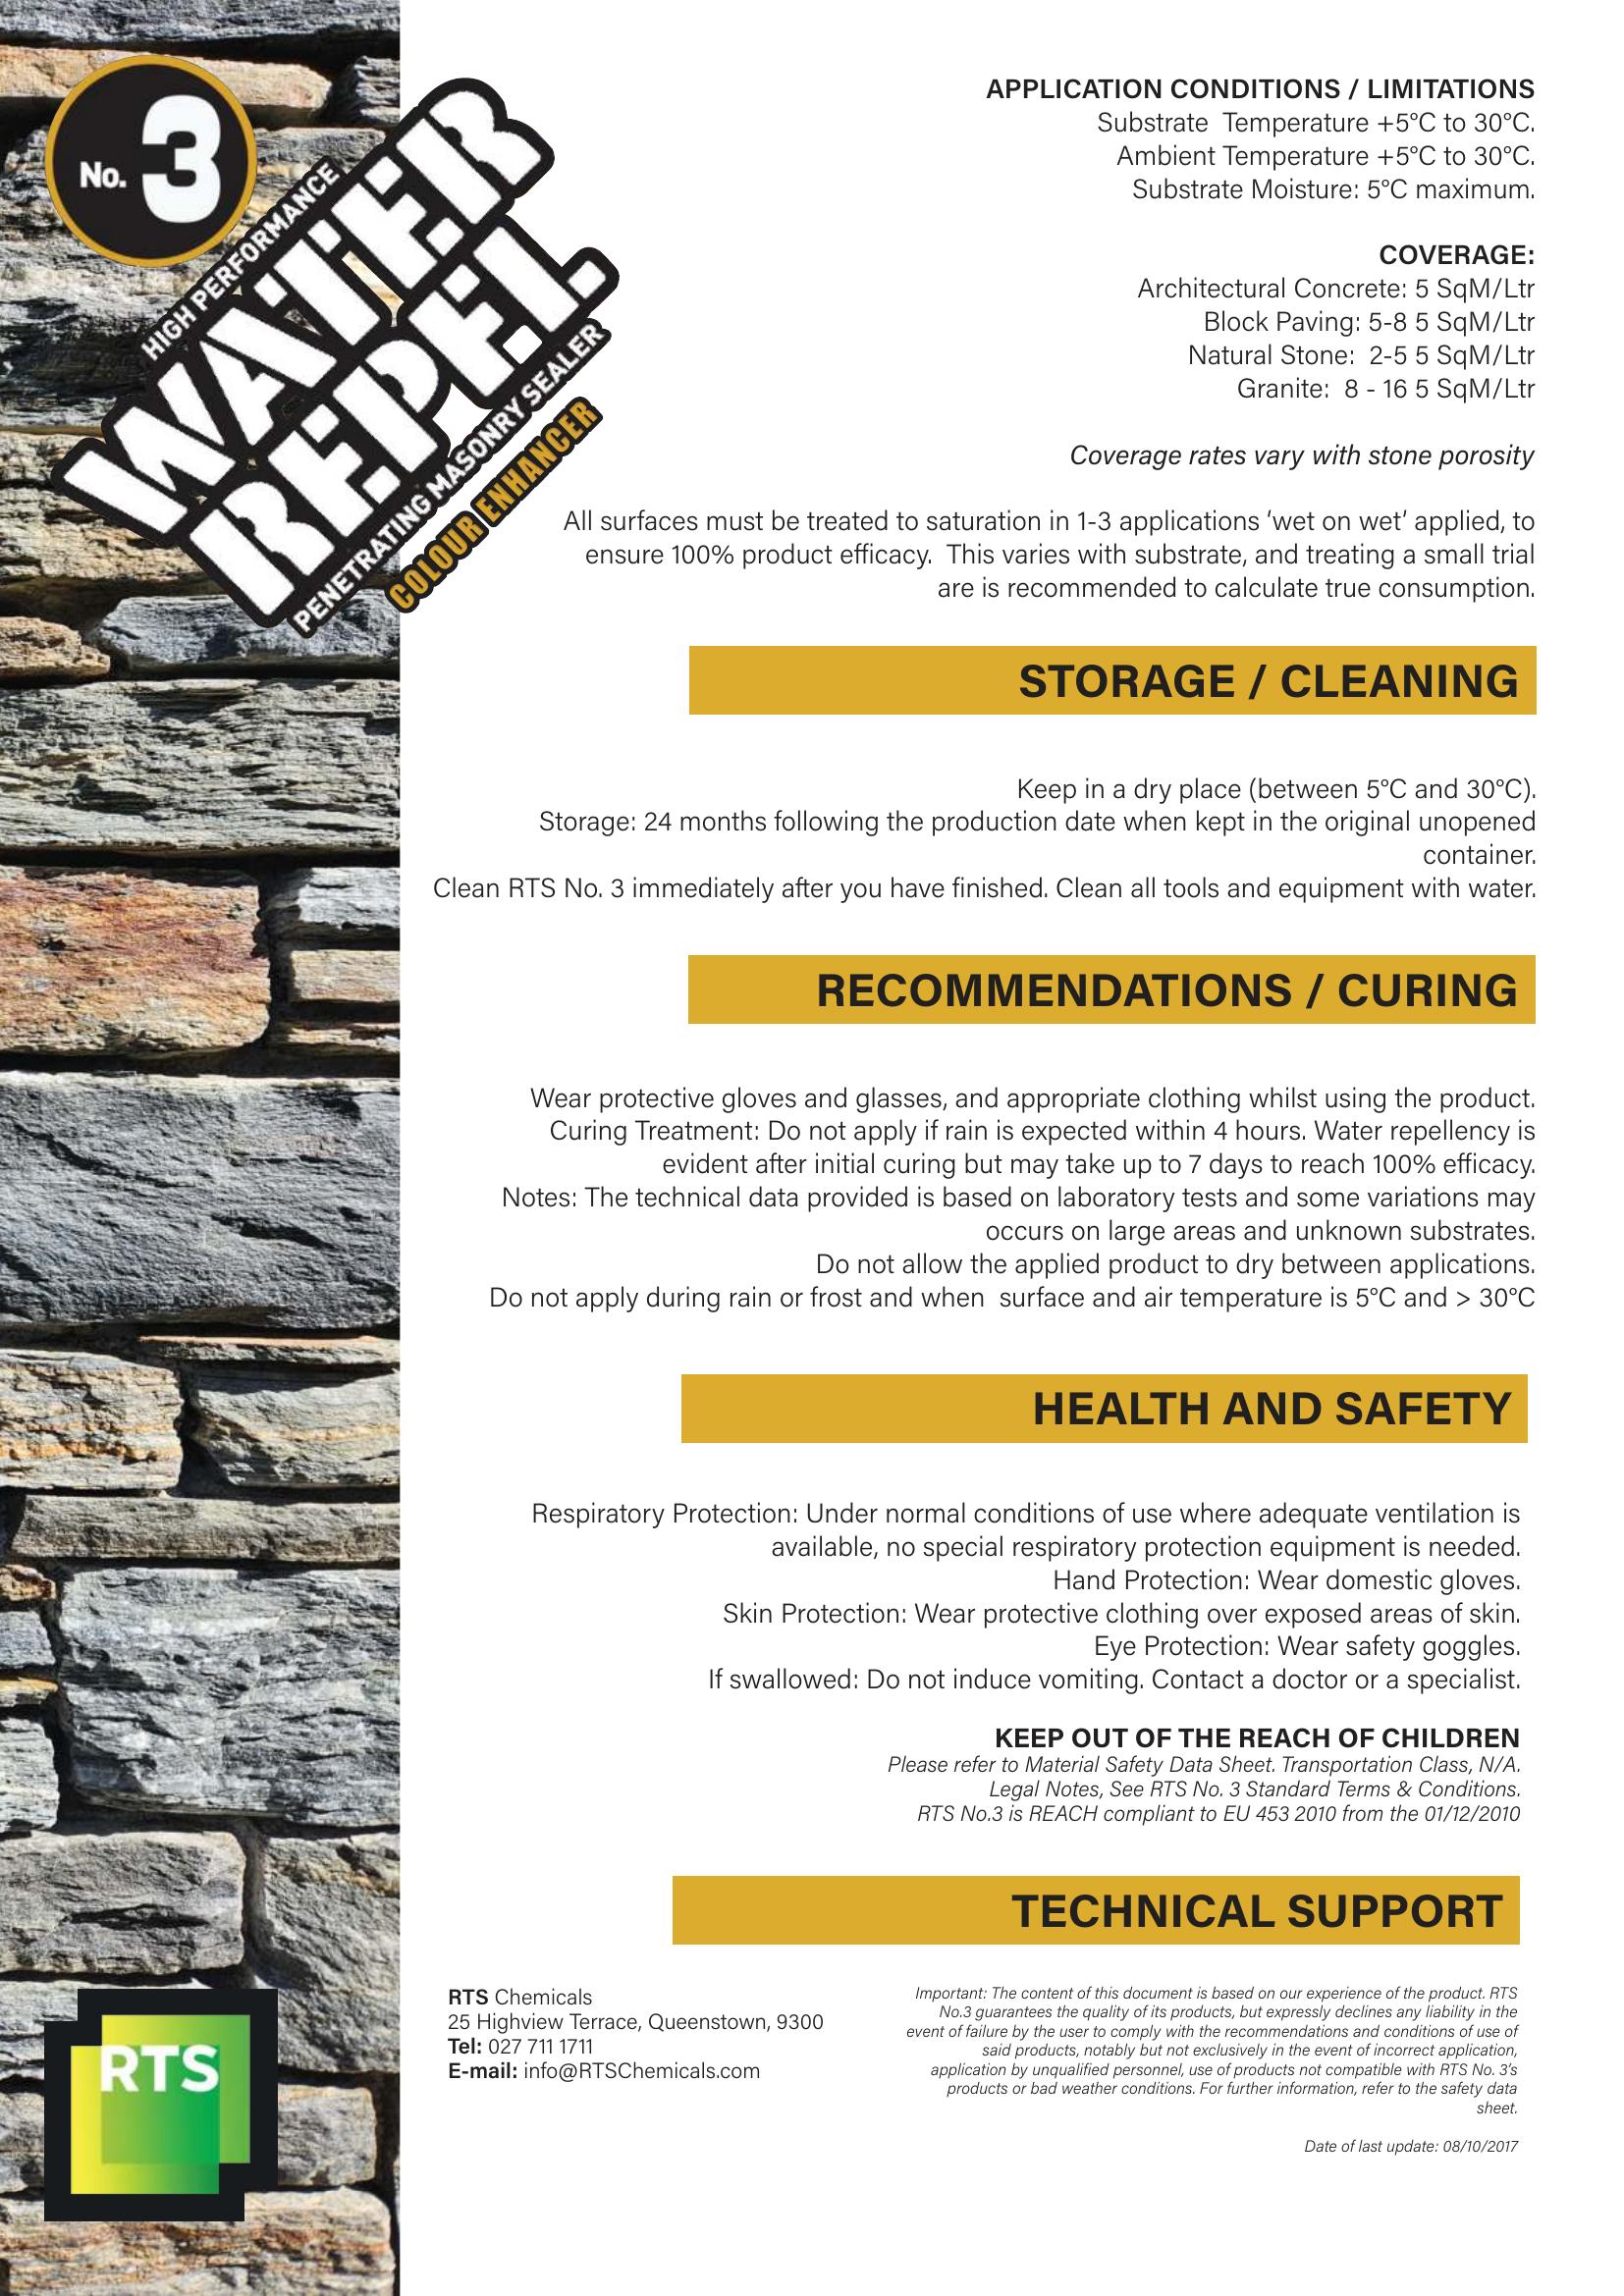 No. 3
HIGH PERFORMANCE
WATER
REPEL
PENETRATING MASONRY SEALER
COLOUR ENHANCER
APPLICATION CONDITIONS / LIMITATIONS
Substrate  Temperature +5°C to 30°C.
Ambient Temperature +5°C to 30°C.
Substrate Moisture: 5°C maximum.
COVERAGE:
Architectural Concrete: 5 SqM/Ltr
Block Paving: 5-8 5 SqM/Ltr
Natural Stone:  2-5 5 SqM/Ltr
Granite:  8 - 16 5 SqM/Ltr
Coverage rates vary with stone porosity
All surfaces must be treated to saturation in 1-3 applications ‘wet on wet’ applied, to
ensure 100% product efficacy.  This varies with substrate, and treating a small trial
are is recommended to calculate true consumption.
STORAGE / CLEANING
Keep in a dry place (between 5°C and 30°C).
Storage: 24 months following the production date when kept in the original unopened
container.
Clean RTS No. 3 immediately after you have finished. Clean all tools and equipment with water.
RECOMMENDATIONS / CURING
Wear protective gloves and glasses, and appropriate clothing whilst using the product.
Curing Treatment: Do not apply if rain is expected within 4 hours. Water repellency is
evident after initial curing but may take up to 7 days to reach 100% efficacy.
Notes: The technical data provided is based on laboratory tests and some variations may
occurs on large areas and unknown substrates.
Do not allow the applied product to dry between applications.
Do not apply during rain or frost and when  surface and air temperature is 5°C and > 30°C
HEALTH AND SAFETY
Respiratory Protection: Under normal conditions of use where adequate ventilation is
available, no special respiratory protection equipment is needed.
Hand Protection: Wear domestic gloves.
Skin Protection: Wear protective clothing over exposed areas of skin.
Eye Protection: Wear safety goggles.
If swallowed: Do not induce vomiting. Contact a doctor or a specialist.
KEEP OUT OF THE REACH OF CHILDREN
Please refer to Material Safety Data Sheet. Transportation Class, N/A.
Legal Notes, See RTS No. 3 Standard Terms & Conditions.
RTS No.3 is REACH compliant to EU 453 2010 from the 01/12/2010
TECHNICAL SUPPORT
RTS Chemicals
25 Highview Terrace, Queenstown, 9300
Tel: 027 711 1711
E-mail: info@RTSChemicals.com
Important: The content of this document is based on our experience of the product. RTS
No.3 guarantees the quality of its products, but expressly declines any liability in the
event of failure by the user to comply with the recommendations and conditions of use of
said products, notably but not exclusively in the event of incorrect application,
application by unqualified personnel, use of products not compatible with RTS No. 3’s
products or bad weather conditions. For further information, refer to the safety data
sheet.
Date of last update: 08/10/2017
RTS